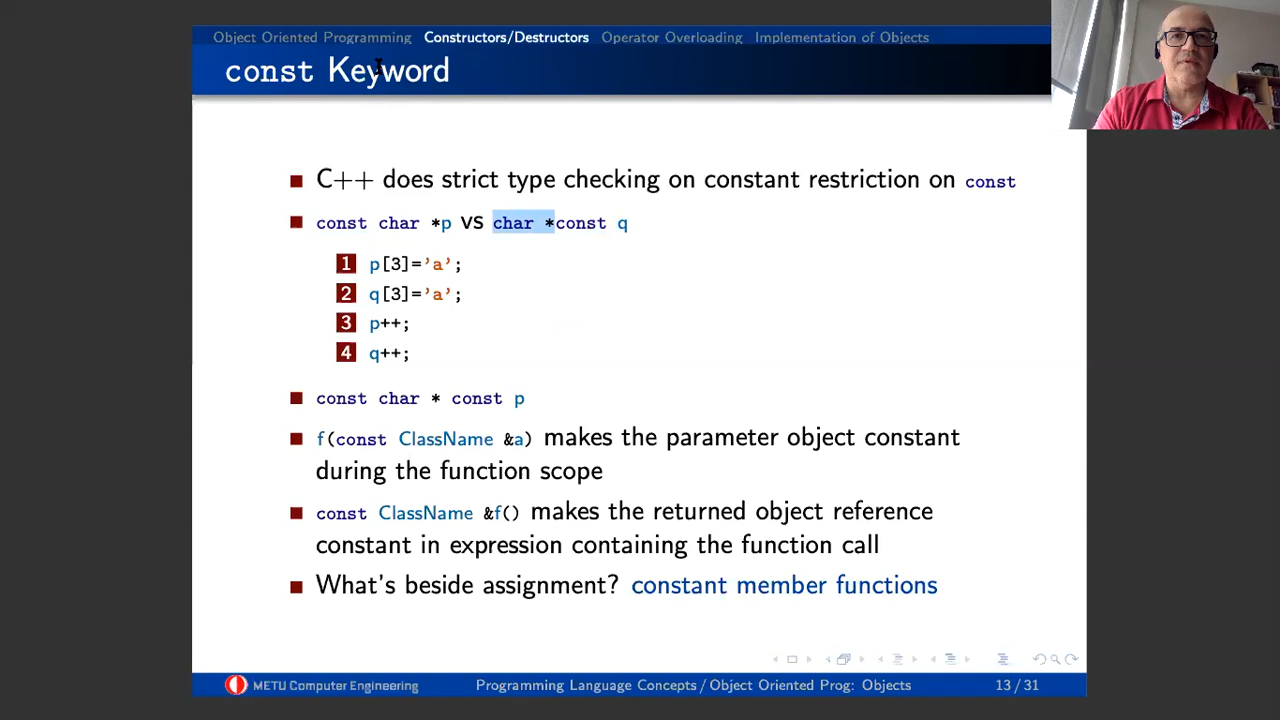 Object Oriented Programming Constructors/Destructors Operator Overloading Implementation of Objects
const Keyword
C++ does strict type checking on constant restriction on const
const char *p VS char *const q
1 p[3]='a';
2 q[3]='a';
3 p++;
4 q++;
const char * const p
f(const ClassName &a) makes the parameter object constant
during the function scope
const ClassName &f() makes the returned object reference
constant in expression containing the function call
What's beside assignment? constant member functions
METU Computer Engineering Programming Language Concepts / Object Oriented Prog: Objects 13 / 31